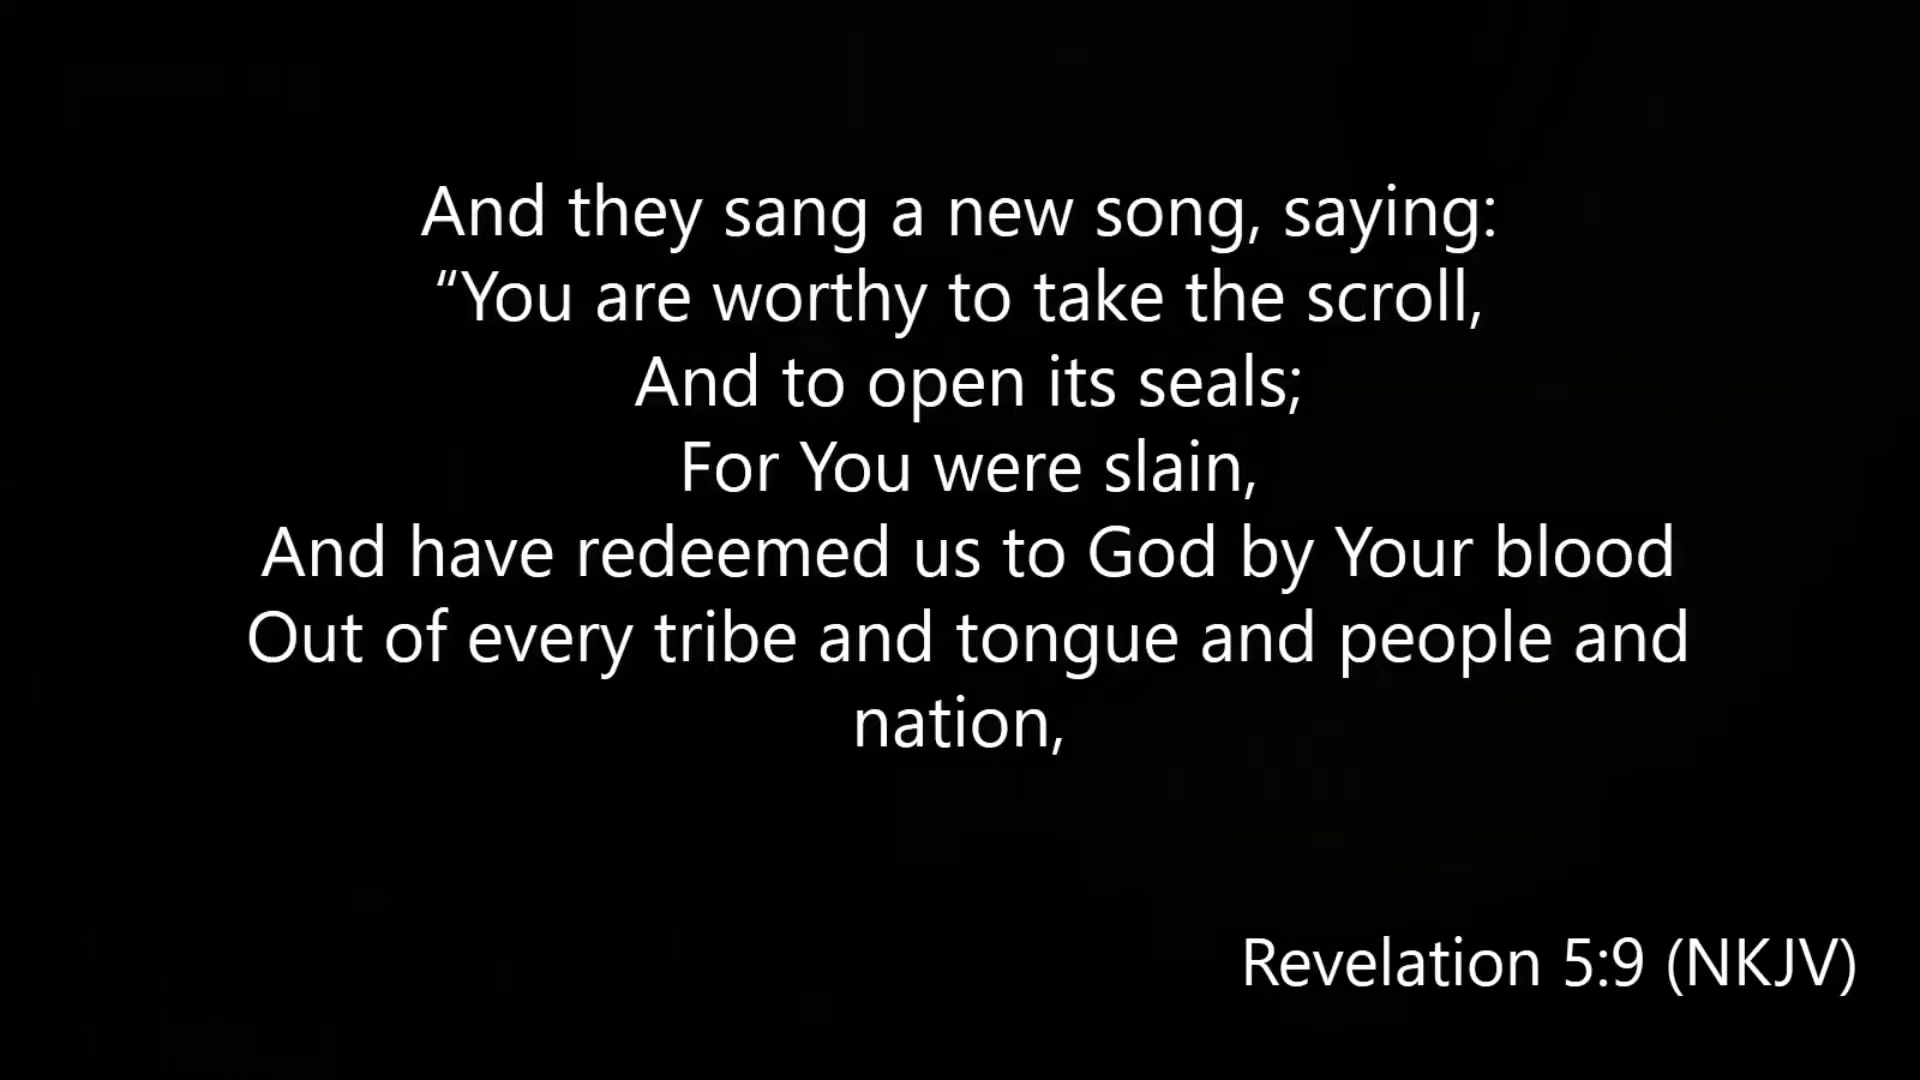 And they sang a new song, saying:
“You are worthy to take the scroll,
And to open its seals;
For You were slain,
And have redeemed us to God by Your blood
Out of every tribe and tongue and people and
nation,
Revelation 5:9 (NKJV)